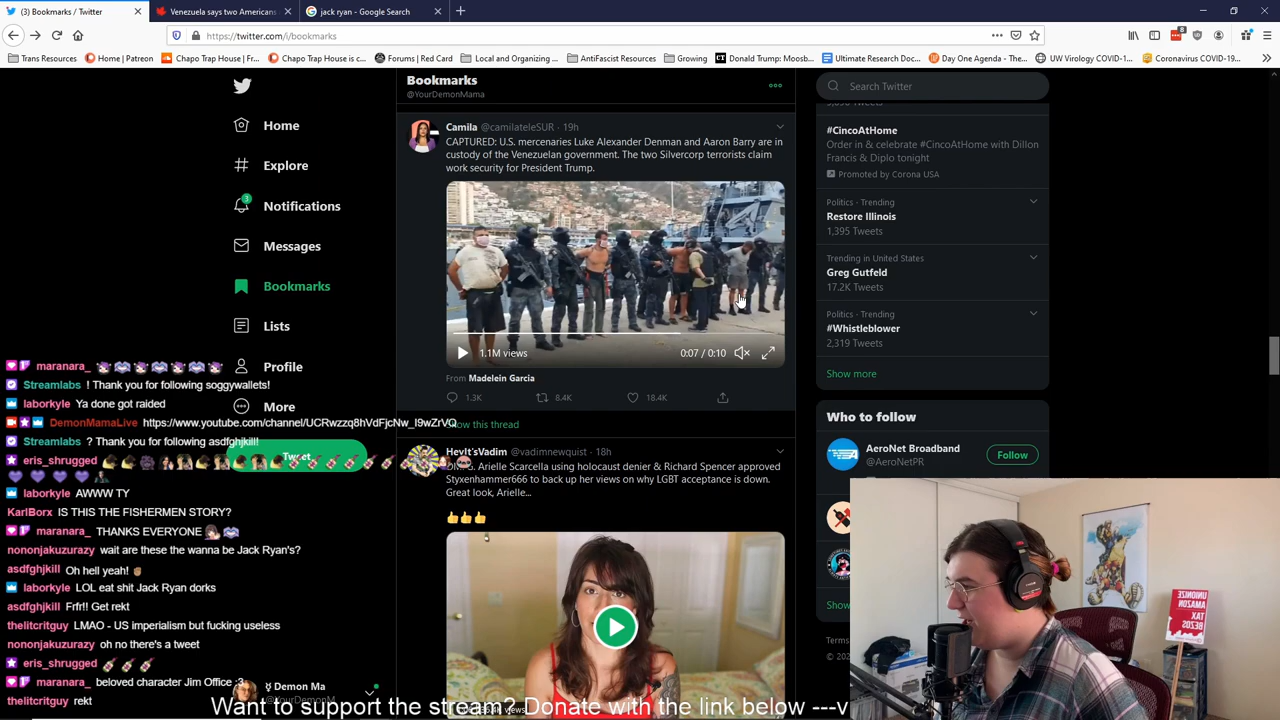 (3) Bookmarks / Twitter
Venezuela says two Americans
jack ryan - Google Search
https://twitter.com/i/bookmarks
8
Trans Resources
Home | Patreon
Chapo Trap House | Fr...
Chapo Trap House is c...
Forums | Red Card
Local and Organizing ...
AntiFascist Resources
Growing
Donald Trump: Moosb...
Ultimate Research Doc...
Day One Agenda - The...
UW Virology COVID-1...
Coronavirus COVID-19...
Home
Explore
3
Notifications
Messages
Bookmarks
Lists
Profile
More
Tweet
Demon Ma
Bookmarks
@YourDemonMama
Camila @camilateleSUR · 19h
CAPTURED: U.S. mercenaries Luke Alexander Denman and Aaron Barry are in
custody of the Venezuelan government. The two Silvercorp terrorists claim
work security for President Trump.
1.1M views
0:07 / 0:10
From Madelein Garcia
1.3K
8.4K
18.4K
Show this thread
HevIt'sVadim @vadimnewquist · 18h
Arielle Scarcella using holocaust denier & Richard Spencer approved
Styxenhammer666 to back up her views on why LGBT acceptance is down.
Great look, Arielle...
Search Twitter
#CincoAtHome
Order in & celebrate #CincoAtHome with Dillon
Francis & Diplo tonight
Promoted by Corona USA
Politics · Trending
Restore Illinois
1,395 Tweets
Trending in United States
Greg Gutfeld
17.2K Tweets
Politics · Trending
#Whistleblower
2,319 Tweets
Show more
Who to follow
AeroNet Broadband
@AeroNetPR
Follow
Show
Terms
© 20
maranara_
Streamlabs ! Thank you for following soggywallets!
laborkyle Ya done got raided
DemonMamaLive https://www.youtube.com/channel/UCRwzzq8hVdFjcNw_I9wZrVQ
Streamlabs ? Thank you for following asdfghjkill!
eris_shrugged
laborkyle AWWW TY
KarlBorx IS THIS THE FISHERMEN STORY?
maranara_ THANKS EVERYONE
nononjakuzurazy wait are these the wanna be Jack Ryan's?
asdfghjkill Oh hell yeah!
laborkyle LOL eat shit Jack Ryan dorks
asdfghjkill Frfr!! Get rekt
thelitcritguy LMAO - US imperialism but fucking useless
nononjakuzurazy oh no there's a tweet
eris_shrugged
maranara_ beloved character Jim Office :3
thelitcritguy rekt
Want to support the stream? Donate with the link below ---v
UNIONIZE
AMAZON
TAX
BEZOS